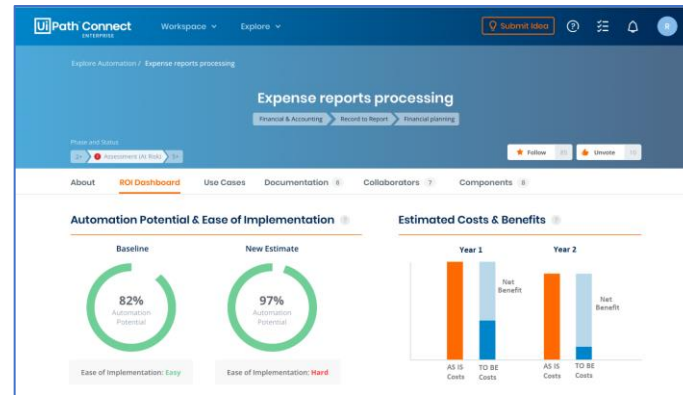 UiPath Connect
ENTERPRISE
Workspace
Explore
Submit Idea
R
Explore Automation / Expense reports processing
Expense reports processing
Financial & Accounting
Record to Report
Financial planning
Phase and Status
2+
Assessment (At Risk)
5+
Follow
Unvote
About
ROI Dashboard
Use Cases
Documentation
Collaborators 7
Components
Automation Potential & Ease of Implementation
Estimated Costs & Benefits
Baseline
New Estimate
82%
Automation
Potential
97%
Automation
Potential
Ease of Implementation: Easy
Ease of Implementation: Hard
Year 1
Year 2
Net
Benefit
Net
Benefit
AS IS
Costs
TO BE
Costs
AS IS
Costs
TO BE
Costs